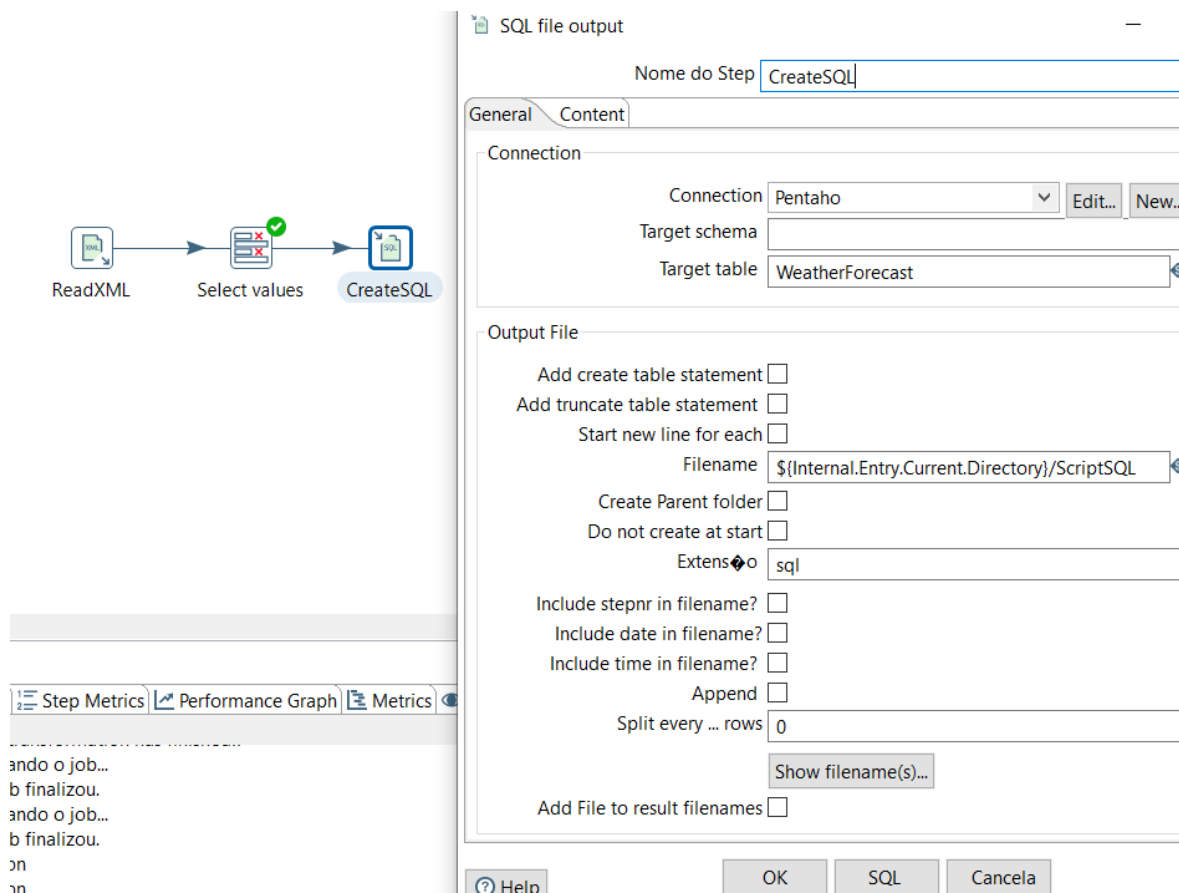 SQL file output
Nome do Step CreateSQL
General Content
Connection
Connection Pentaho Edit... New..
Target schema
Target table WeatherForecast
XML SQL
ReadXML Select values CreateSQL
Output File
Add create table statement
Add truncate table statement
Start new line for each
Filename ${Internal.Entry.Current.Directory}/ScriptSQL
Create Parent folder
Do not create at start
Extens�o sql
Include stepnr in filename?
Include date in filename?
Include time in filename?
Append
Split every ... rows 0
Show filename(s)...
Add File to result filenames
OK SQL Cancela
Help
Step Metrics Performance Graph Metrics
ando o job...
b finalizou.
ando o job...
b finalizou.
on
on